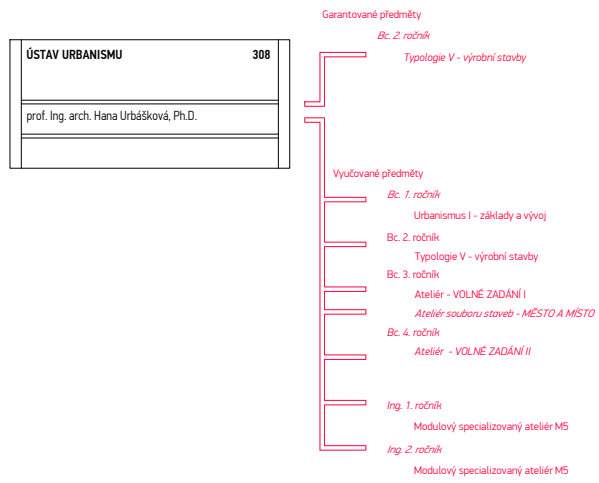 Garantované předměty
Bc. 2. ročník
Typologie V - výrobní stavby
ÚSTAV URBANISMU 308
prof. Ing. arch. Hana Urbášková, Ph.D.
Vyučované předměty
Bc. 1. ročník
Urbanismus I - základy a vývoj
Bc. 2. ročník
Typologie V - výrobní stavby
Bc. 3. ročník
Ateliér - VOLNÉ ZADÁNÍ I
Ateliér souboru staveb - MĚSTO A MÍSTO
Bc. 4. ročník
Ateliér - VOLNÉ ZADÁNÍ II
Ing. 1. ročník
Modulový specializovaný ateliér M5
Ing. 2. ročník
Modulový specializovaný ateliér M5